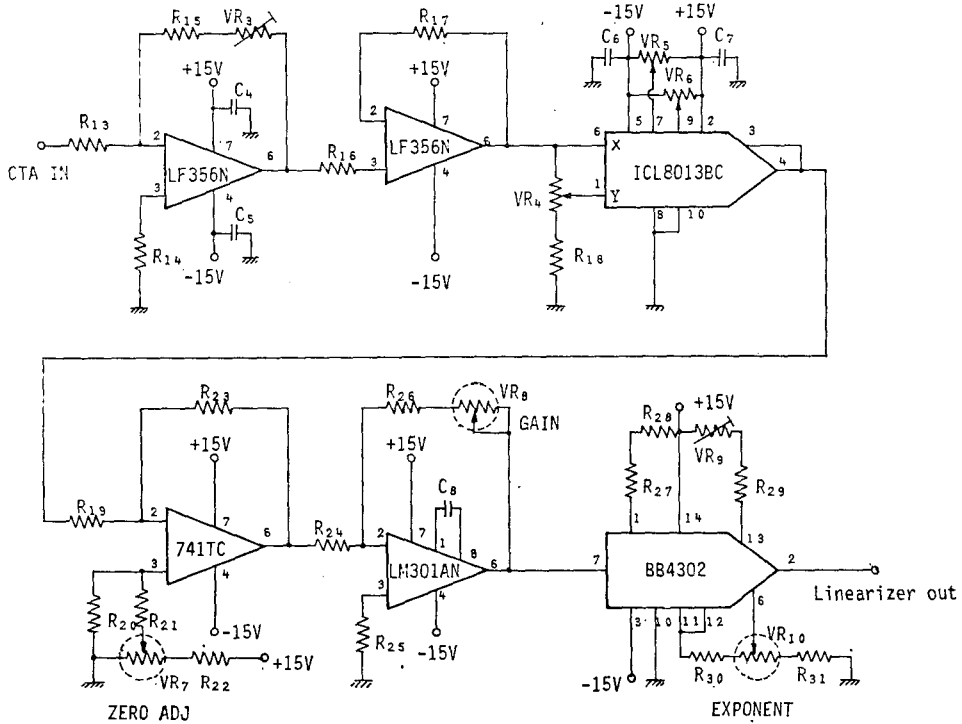 R15 VR3
R17
-15V +15V
C6 VR5 C7
VR6
+15V
C4
+15V
5 7 9 2
3
R13
2
7
LF356N
6
2
7
LF356N
6
6 X
ICL8013BC
4
CTA IN
3
4
R16
3
4
1 Y
VR4
8 10
C5
R14
-15V
-15V
R18
R23
R26 VR8
GAIN
+15V
R28
VR9
+15V
+15V
C8
R27
R29
R19
2
7
741TC
6
R24
2
7
1
8
LM301AN
6
1 14
13
7
BB4302
2
Linearizer out
3
4
3
4
6
R20 R21
-15V
R25
-15V
3 10 11 12
VR10
+15V
VR7 R22
-15V
R30 R31
ZERO ADJ
EXPONENT